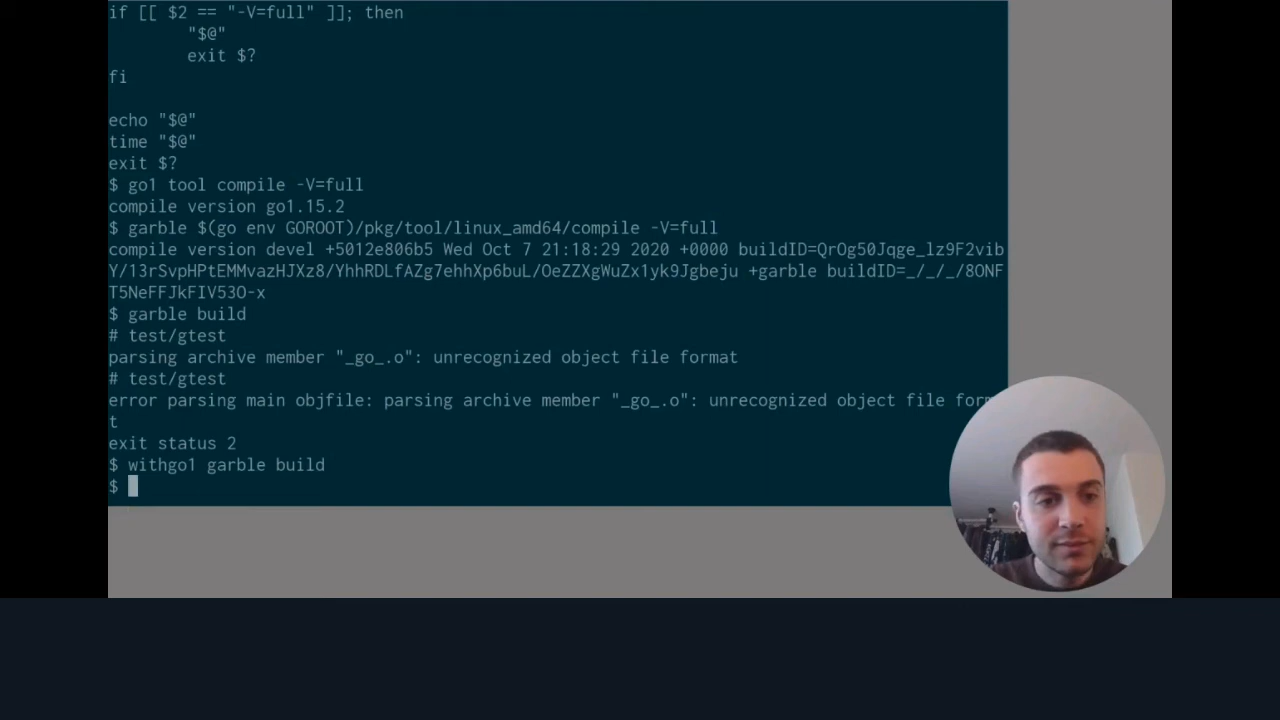 if [[ $2 == "-V=full" ]]; then
"$@"
exit $?
fi
echo "$@"
time "$@"
exit $?
$ go1 tool compile -V=full
compile version go1.15.2
$ garble $(go env GOROOT)/pkg/tool/linux_amd64/compile -V=full
compile version devel +5012e806b5 Wed Oct 7 21:18:29 2020 +0000 buildID=QrOg50Jqge_lz9F2vib
Y/13rSvpHPtEMMvazHJXz8/YhhRDLfAZg7ehhXp6buL/OeZZXgWuZx1yk9Jgbeju +garble buildID=_/_/_/8ONF
T5NeFFJkFIV53O-x
$ garble build
# test/gtest
parsing archive member "_go_.o": unrecognized object file format
# test/gtest
error parsing main objfile: parsing archive member "_go_.o": unrecognized object file form
t
exit status 2
$ withgo1 garble build
$